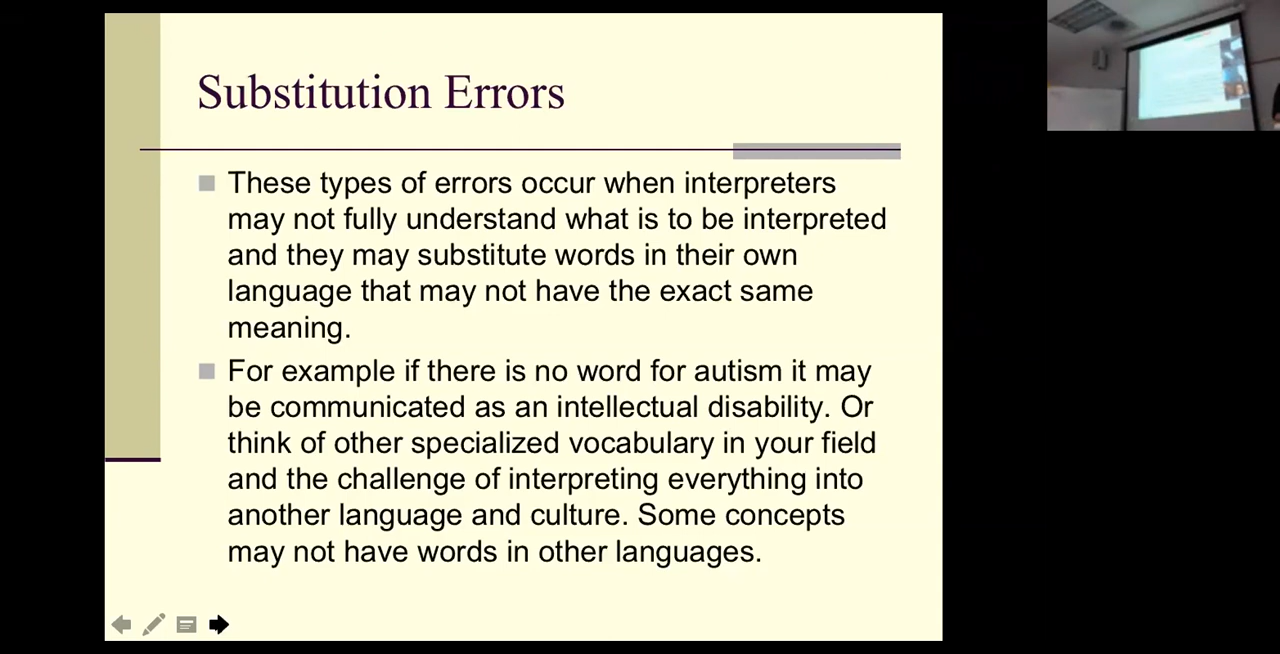 Substitution Errors
These types of errors occur when interpreters
may not fully understand what is to be interpreted
and they may substitute words in their own
language that may not have the exact same
meaning.
For example if there is no word for autism it may
be communicated as an intellectual disability. Or
think of other specialized vocabulary in your field
and the challenge of interpreting everything into
another language and culture. Some concepts
may not have words in other languages.